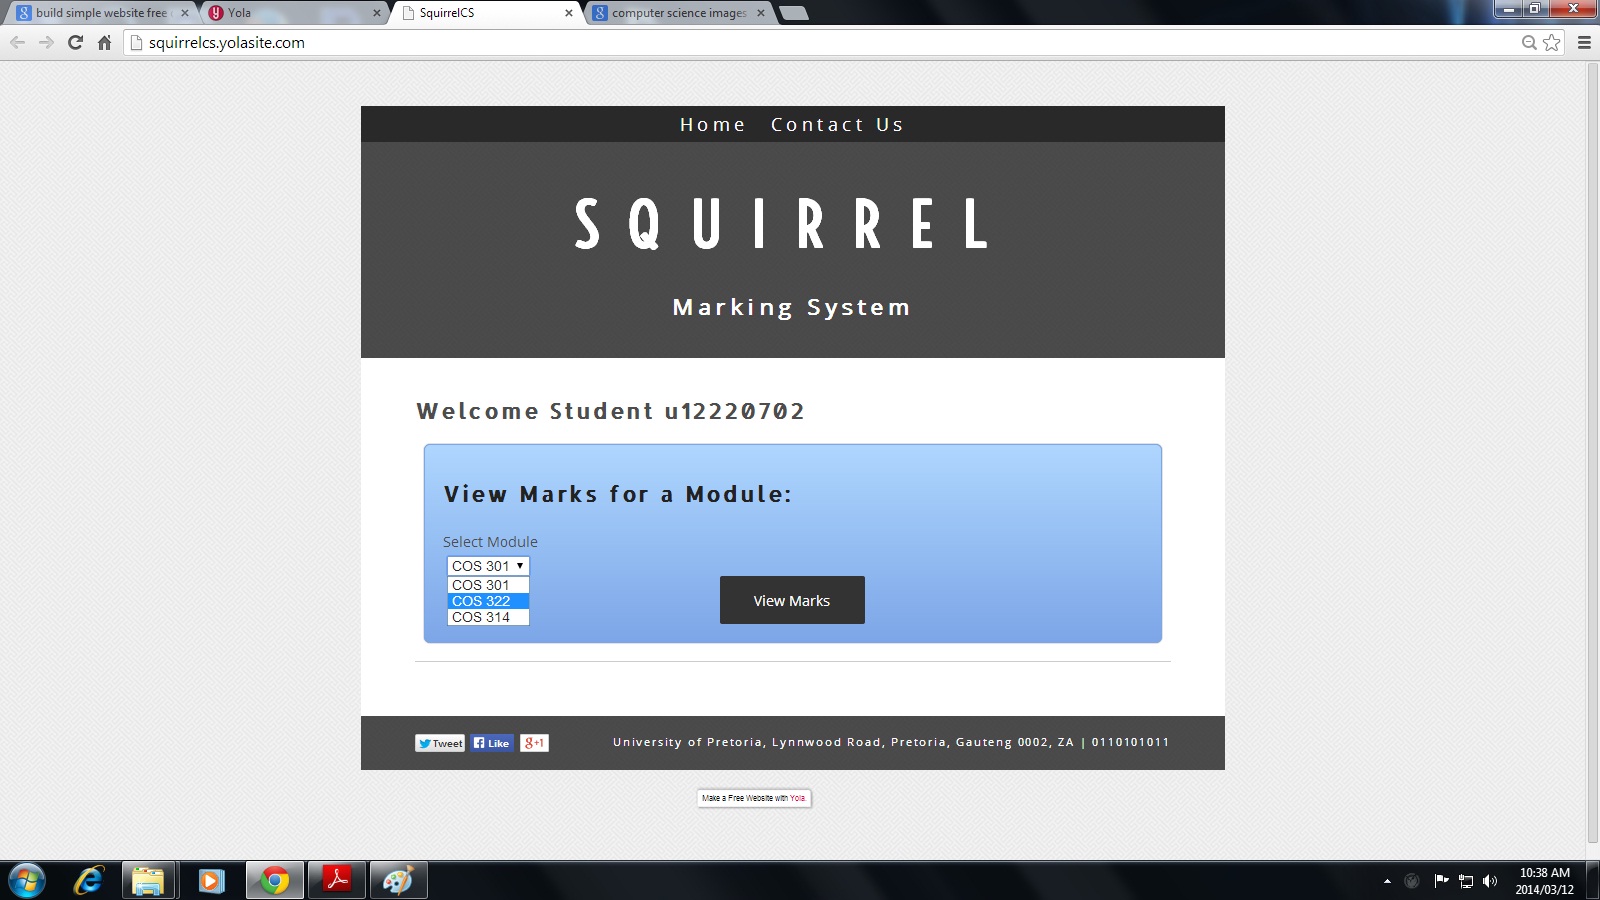 build simple website free
Yola
SquirrelCS
computer science images
squirrelcs.yolasite.com
Home Contact Us
SQUIRREL
Marking System
Welcome Student u12220702
View Marks for a Module:
Select Module
COS 301
COS 301
COS 322
COS 314
View Marks
Tweet Like g+1 University of Pretoria, Lynnwood Road, Pretoria, Gauteng 0002, ZA | 0110101011
Make a Free Website with Yola.
10:38 AM
2014/03/12